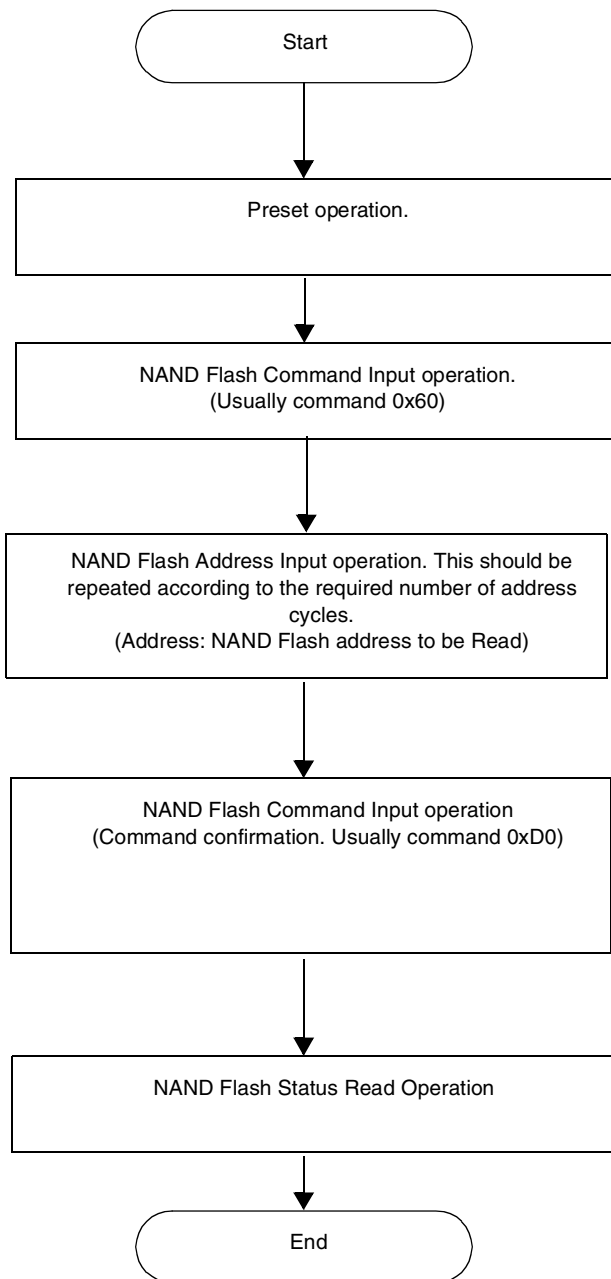 Start
Preset operation.
NAND Flash Command Input operation.
(Usually command 0x60)
NAND Flash Address Input operation. This should be
repeated according to the required number of address
cycles.
(Address: NAND Flash address to be Read)
NAND Flash Command Input operation
(Command confirmation. Usually command 0xD0)
NAND Flash Status Read Operation
End